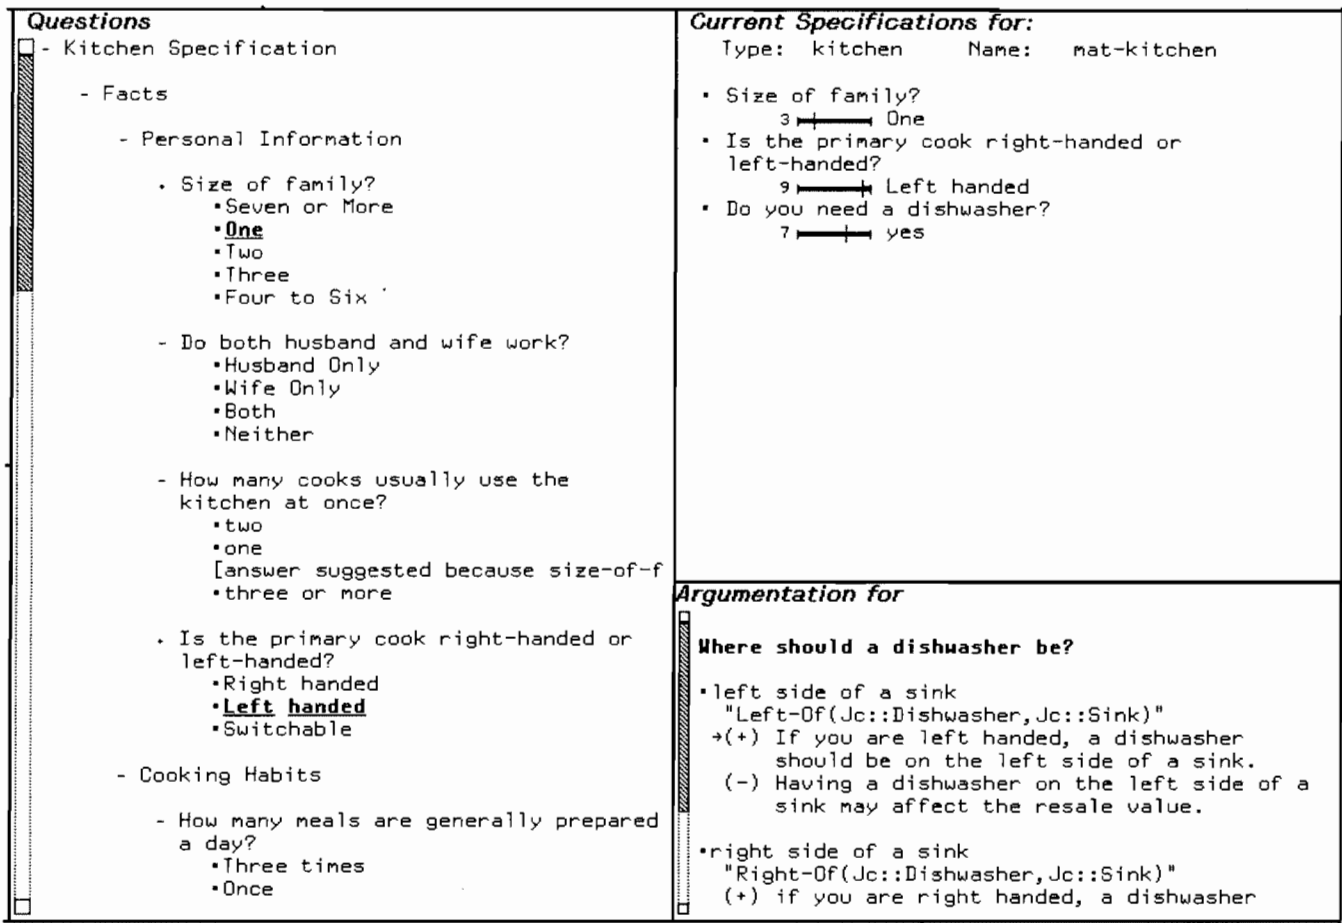 Questions
- Kitchen Specification
- Facts
- Personal Information
. Size of family?
▪Seven or More
▪One
▪Two
▪Three
▪Four to Six
- Do both husband and wife work?
▪Husband Only
▪Wife Only
▪Both
▪Neither
- How many cooks usually use the
kitchen at once?
▪two
▪one
[answer suggested because size-of-f
▪three or more
. Is the primary cook right-handed or
left-handed?
▪Right handed
▪Left handed
▪Switchable
- Cooking Habits
- How many meals are generally prepared
a day?
▪Three times
▪Once
Current Specifications for:
Type: kitchen Name: mat-kitchen
▪ Size of family?
3 One
▪ Is the primary cook right-handed or
left-handed?
9 Left handed
▪ Do you need a dishwasher?
7 yes
Argumentation for
Where should a dishwasher be?
▪left side of a sink
"Left-Of(Jc::Dishwasher,Jc::Sink)"
→(+) If you are left handed, a dishwasher
should be on the left side of a sink.
(-) Having a dishwasher on the left side of a
sink may affect the resale value.
▪right side of a sink
"Right-Of(Jc::Dishwasher,Jc::Sink)"
(+) if you are right handed, a dishwasher